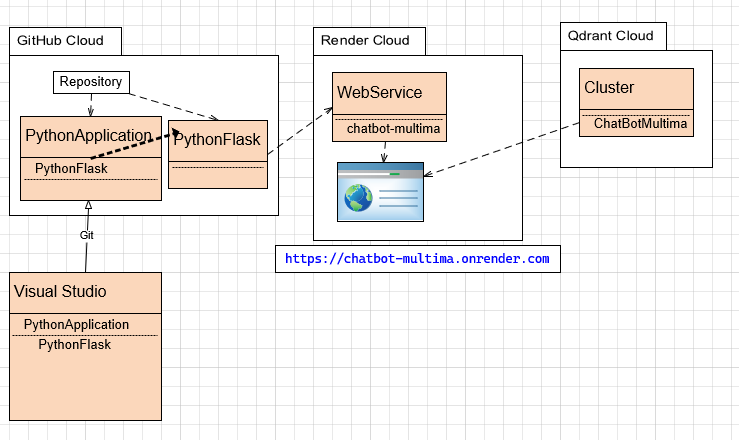 GitHub Cloud
Repository
PythonApplication
PythonFlask
PythonFlask
Git
Visual Studio
PythonApplication
PythonFlask
Render Cloud
WebService
chatbot-multima
https://chatbot-multima.onrender.com
Qdrant Cloud
Cluster
ChatBotMultima